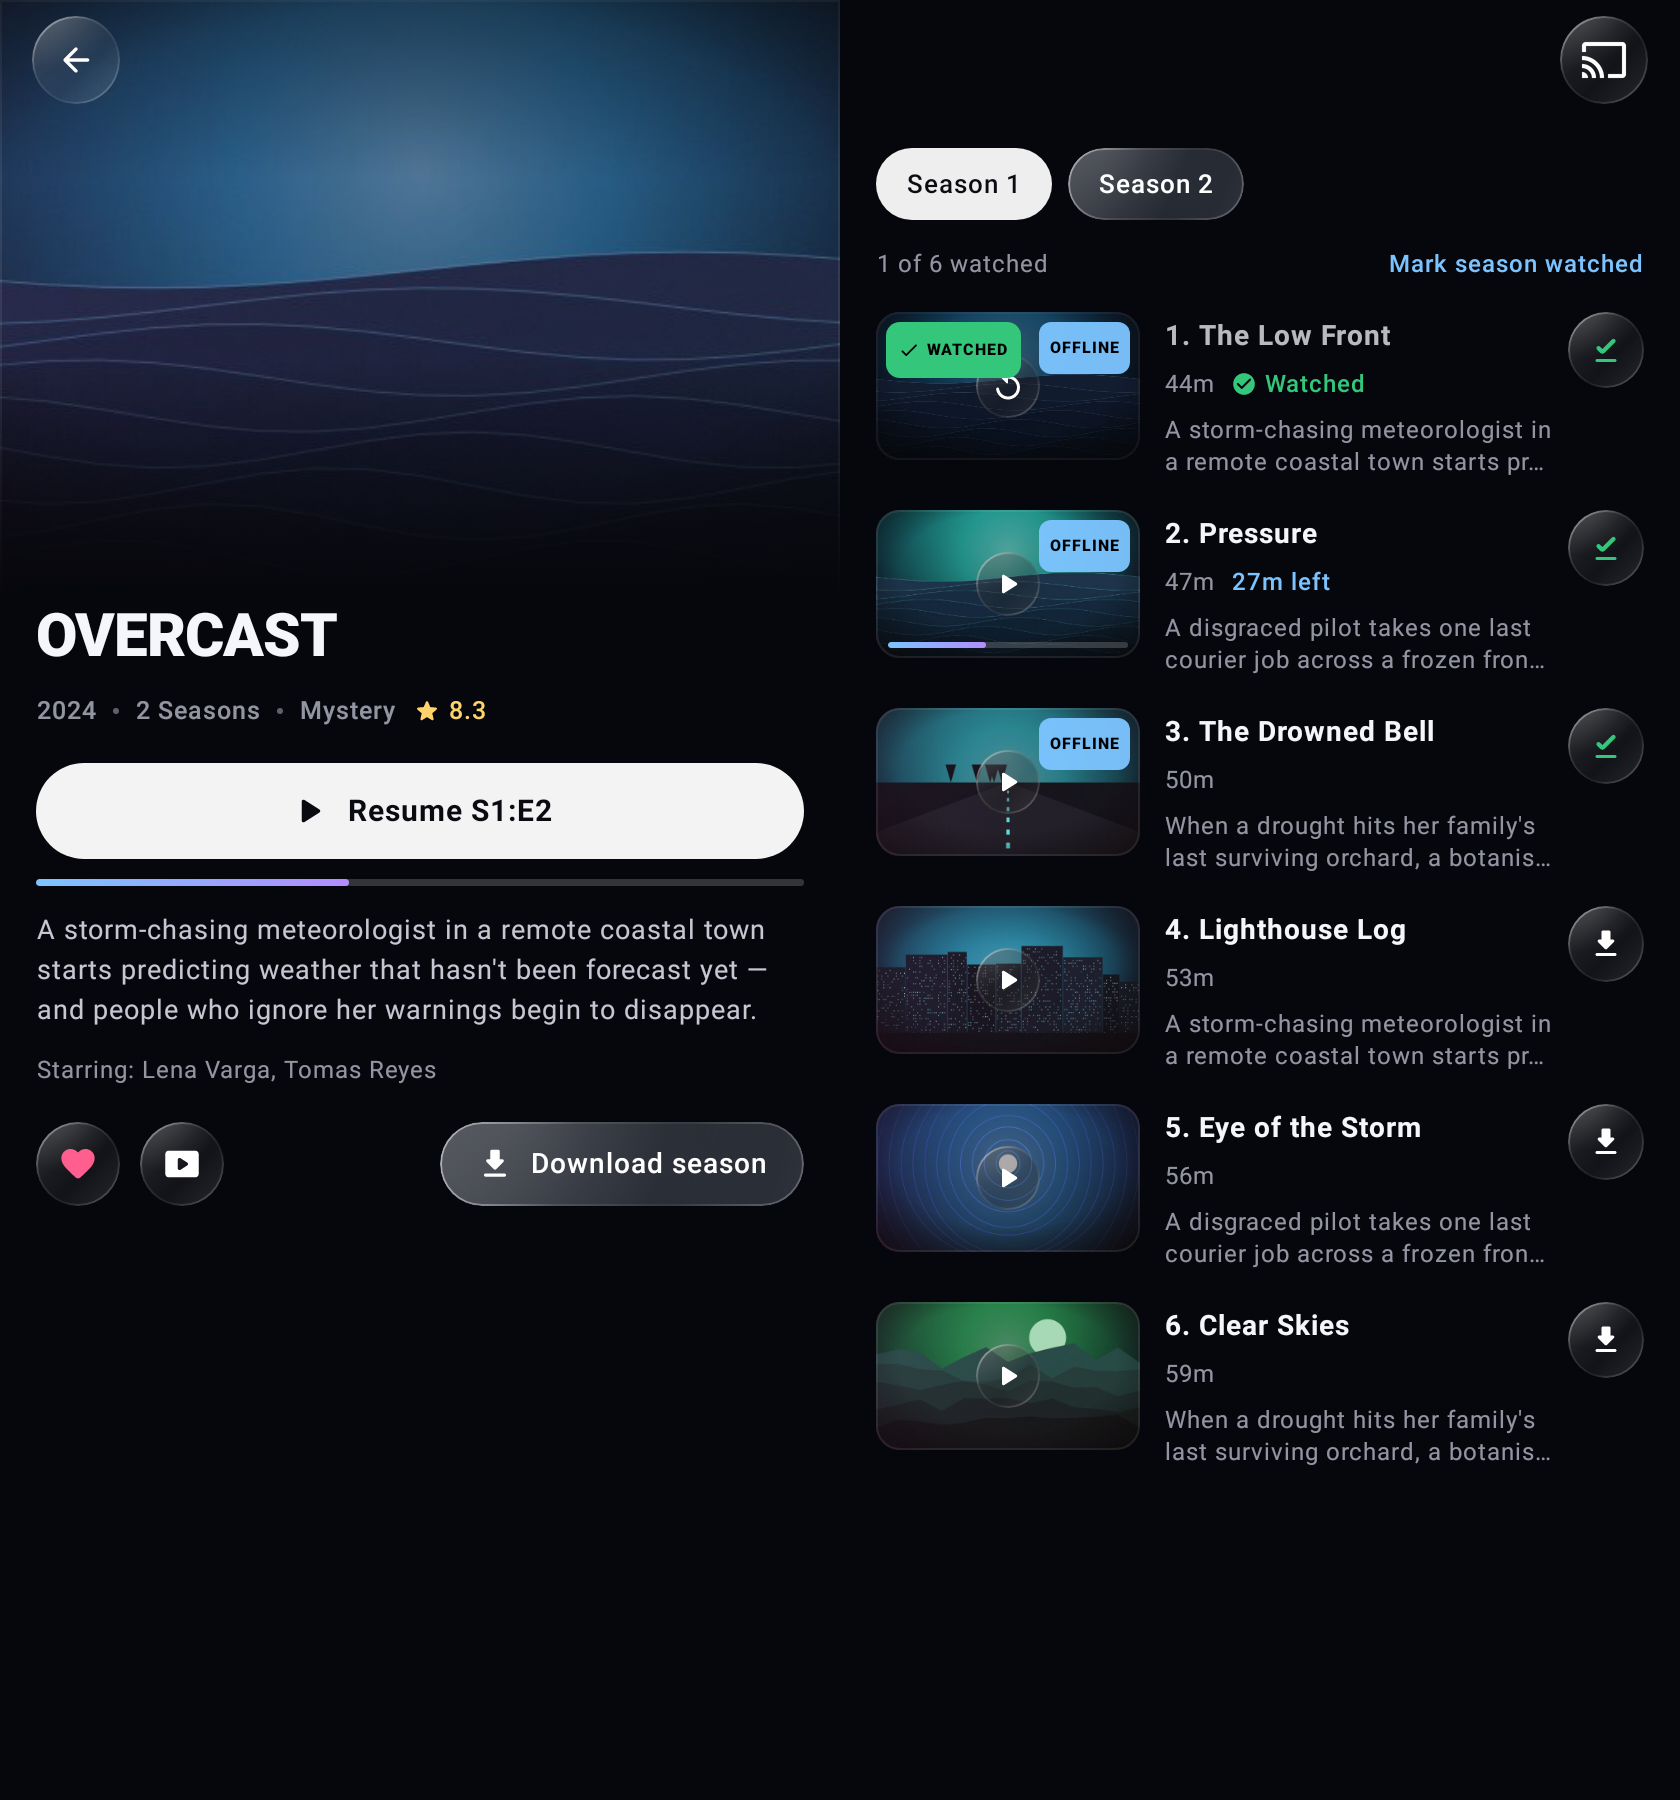 OVERCAST
2024 • 2 Seasons • Mystery 8.3
Resume S1:E2
A storm-chasing meteorologist in a remote coastal town
starts predicting weather that hasn't been forecast yet —
and people who ignore her warnings begin to disappear.
Starring: Lena Varga, Tomas Reyes
Download season
Season 1
Season 2
1 of 6 watched
Mark season watched
WATCHED
OFFLINE
1. The Low Front
44m Watched
A storm-chasing meteorologist in
a remote coastal town starts pr…
OFFLINE
2. Pressure
47m 27m left
A disgraced pilot takes one last
courier job across a frozen fron…
OFFLINE
3. The Drowned Bell
50m
When a drought hits her family's
last surviving orchard, a botanis…
4. Lighthouse Log
53m
A storm-chasing meteorologist in
a remote coastal town starts pr…
5. Eye of the Storm
56m
A disgraced pilot takes one last
courier job across a frozen fron…
6. Clear Skies
59m
When a drought hits her family's
last surviving orchard, a botanis…